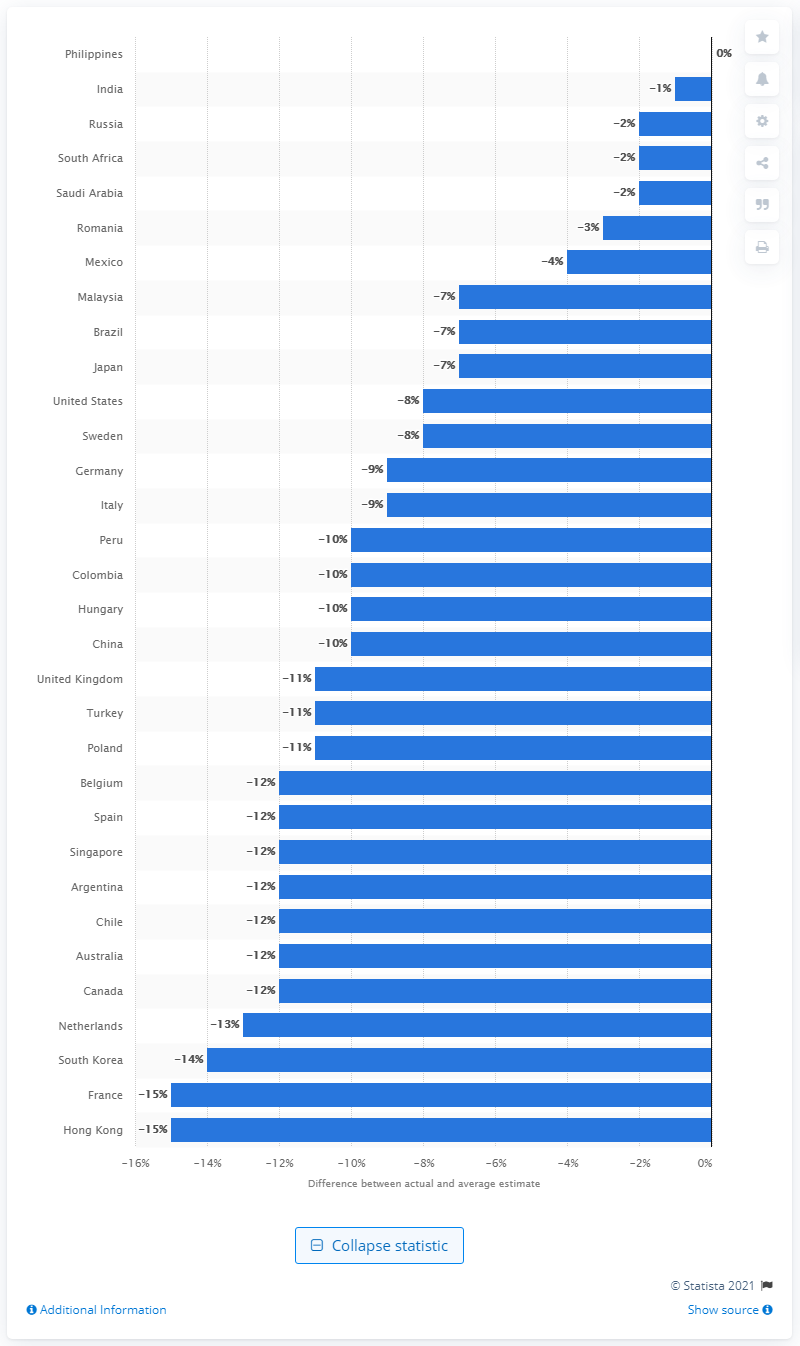 Philippines 0%
India -1%
Russia -2%
South Africa -2%
Saudi Arabia -2%
Romania -3%
Mexico -4%
Malaysia -7%
Brazil -7%
Japan -7%
United States -8%
Sweden -8%
Germany -9%
Italy -9%
Peru -10%
Colombia -10%
Hungary -10%
China -10%
United Kingdom -11%
Turkey -11%
Poland -11%
Belgium -12%
Spain -12%
Singapore -12%
Argentina -12%
Chile -12%
Australia -12%
Canada -12%
Netherlands -13%
South Korea -14%
France -15%
Hong Kong -15%
-16% -14% -12% -10% -8% -6% -4% -2% 0%
Difference between actual and average estimate
Collapse statistic
© Statista 2021
Additional Information Show source